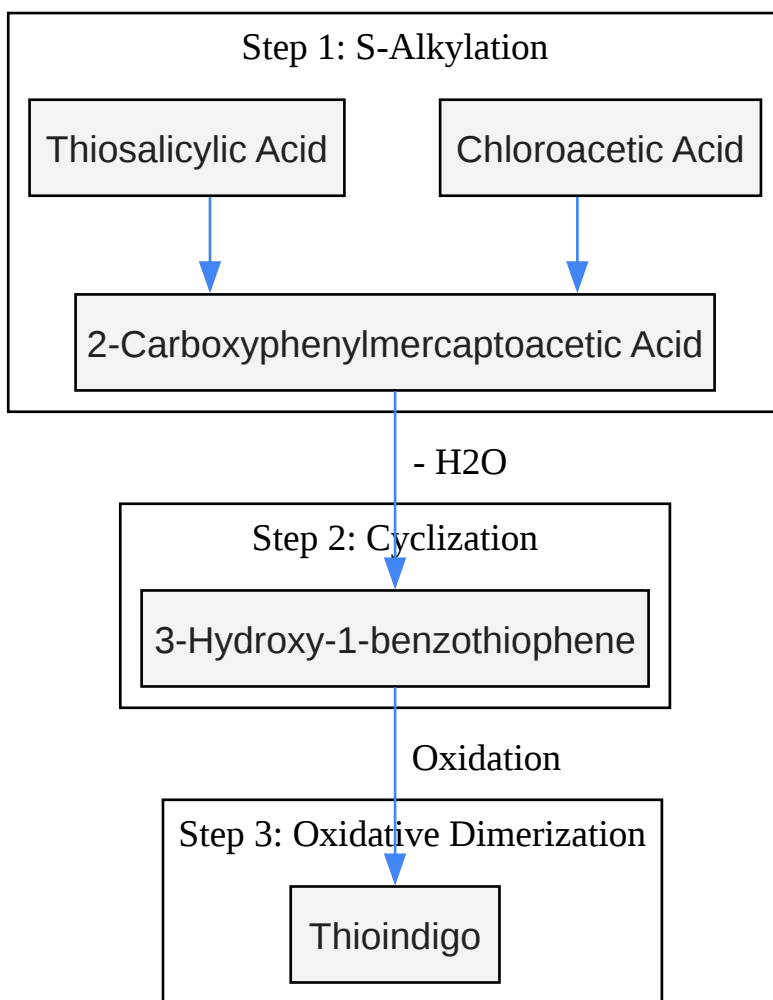 Step 1: S-Alkylation
Thiosalicylic Acid
Chloroacetic Acid
2-Carboxyphenylmercaptoacetic Acid
- H2O
Step 2: Cyclization
3-Hydroxy-1-benzothiophene
Oxidation
Step 3: Oxidative Dimerization
Thioindigo